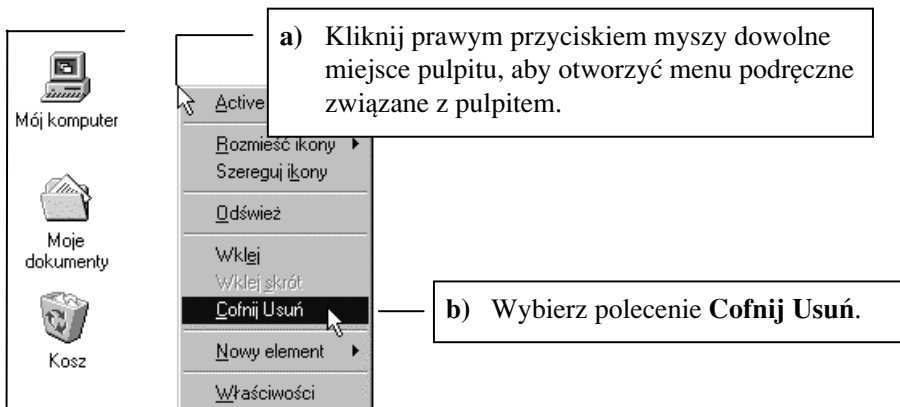 a) Kliknij prawym przyciskiem myszy dowolne
miejsce pulpitu, aby otworzyć menu podręczne
związane z pulpitem.
Mój komputer
Moje
dokumenty
Kosz
Active
Rozmieść ikony
Szereguj ikony
Odśwież
Wklej
Wklej skrót
Cofnij Usuń
Nowy element
Właściwości
b) Wybierz polecenie Cofnij Usuń.